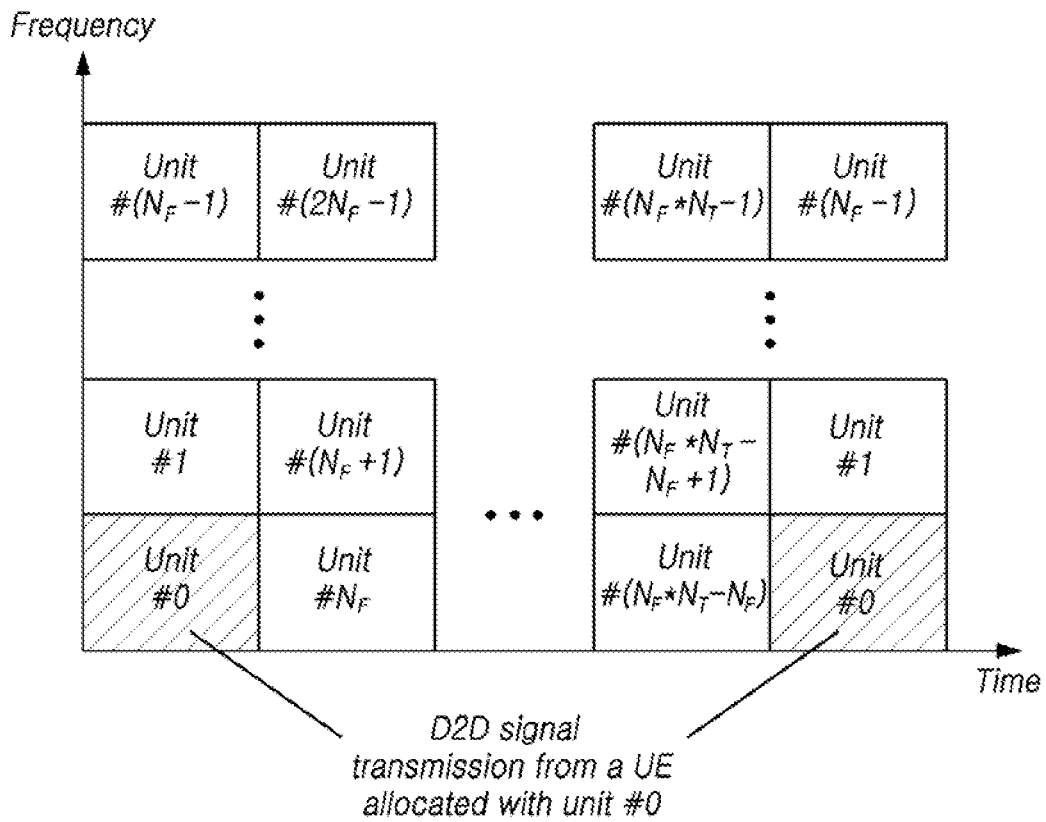 Frequency
Unit
#(N_F -1)
Unit
#(2N_F -1)
Unit
#(N_F *N_T -1)
Unit
#(N_F -1)
Unit
#1
Unit
#(N_F +1)
Unit
#(N_F *N_T -
N_F +1)
Unit
#1
Unit
#0
Unit
#N_F
Unit
#(N_F*N_T-N_F)
Unit
#0
Time
D2D signal
transmission from a UE
allocated with unit #0